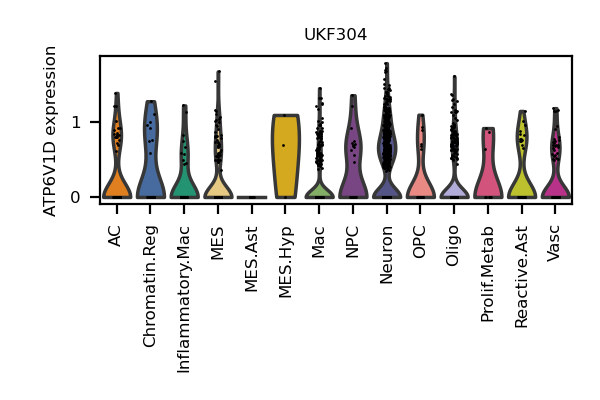 UKF304
ATP6V1D expression
1
0
AC
Chromatin.Reg
Inflammatory.Mac
MES
MES.Ast
MES.Hyp
Mac
NPC
Neuron
OPC
Oligo
Prolif.Metab
Reactive.Ast
Vasc